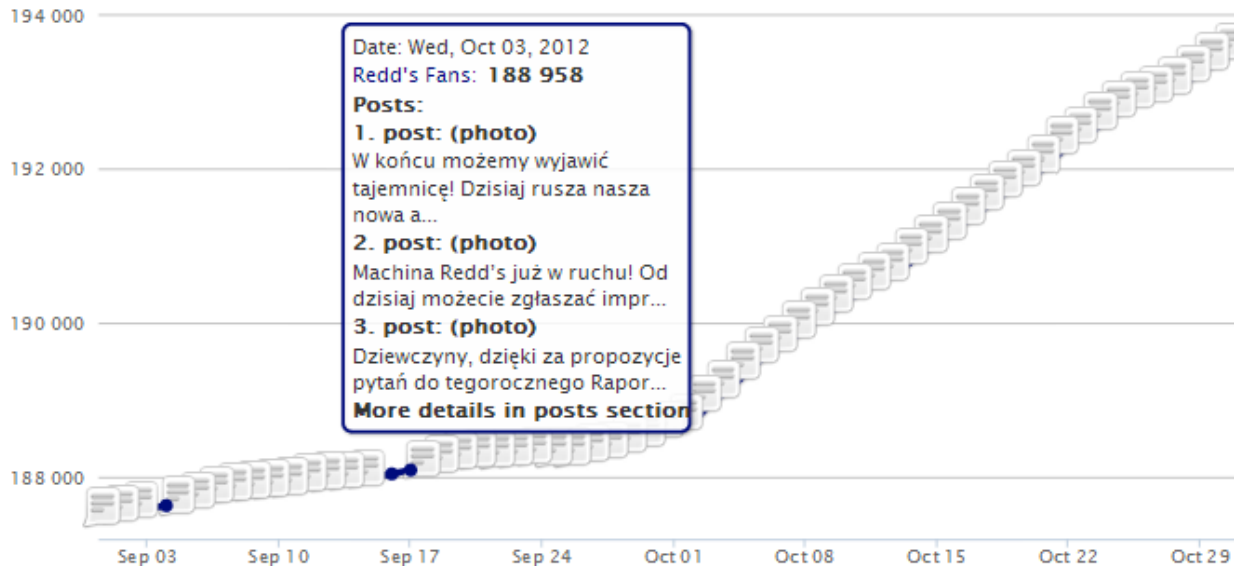 194 000
Date: Wed, Oct 03, 2012
Redd's Fans: 188 958
Posts:
1. post: (photo)
W końcu możemy wyjawić
tajemnicę! Dzisiaj rusza nasza
nowa a...
2. post: (photo)
Machina Redd's już w ruchu! Od
dzisiaj możecie zgłaszać impr...
3. post: (photo)
Dziewczyny, dzięki za propozycje
pytań do tegorocznego Rapor...
More details in posts section
192 000
190 000
188 000
Sep 03 Sep 10 Sep 17 Sep 24 Oct 01 Oct 08 Oct 15 Oct 22 Oct 29